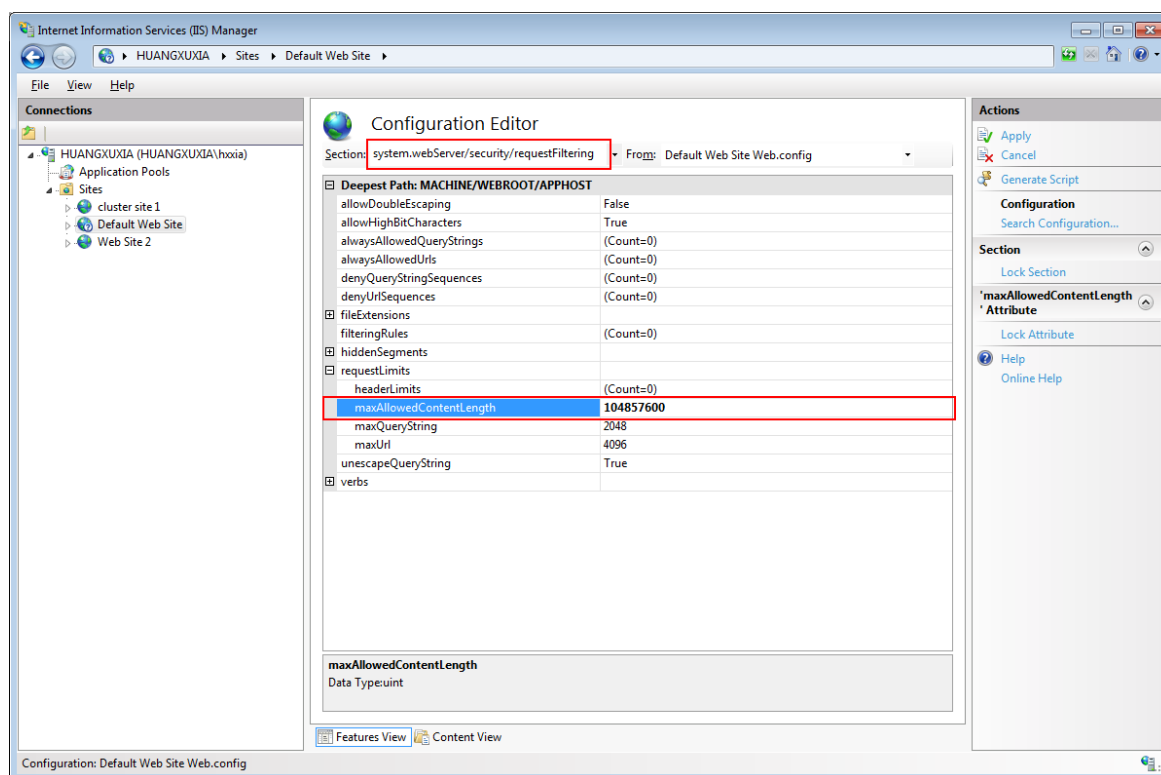 Internet Information Services (IIS) Manager
HUANGXUXIA Sites Default Web Site
File View Help
Connections
HUANGXUXIA (HUANGXUXIA\hxxia)
Application Pools
Sites
cluster site 1
Default Web Site
Web Site 2
Configuration Editor
Section: system.webServer/security/requestFiltering From: Default Web Site Web.config
Deepest Path: MACHINE/WEBROOT/APPHOST
allowDoubleEscaping False
allowHighBitCharacters True
alwaysAllowedQueryStrings (Count=0)
alwaysAllowedUrls (Count=0)
denyQueryStringSequences (Count=0)
denyUrlSequences (Count=0)
fileExtensions
filteringRules (Count=0)
hiddenSegments
requestLimits
headerLimits (Count=0)
maxAllowedContentLength 104857600
maxQueryString 2048
maxUrl 4096
unescapeQueryString True
verbs
maxAllowedContentLength
Data Type:uint
Features View Content View
Actions
Apply
Cancel
Generate Script
Configuration
Search Configuration...
Section
Lock Section
'maxAllowedContentLength
' Attribute
Lock Attribute
Help
Online Help
Configuration: Default Web Site Web.config